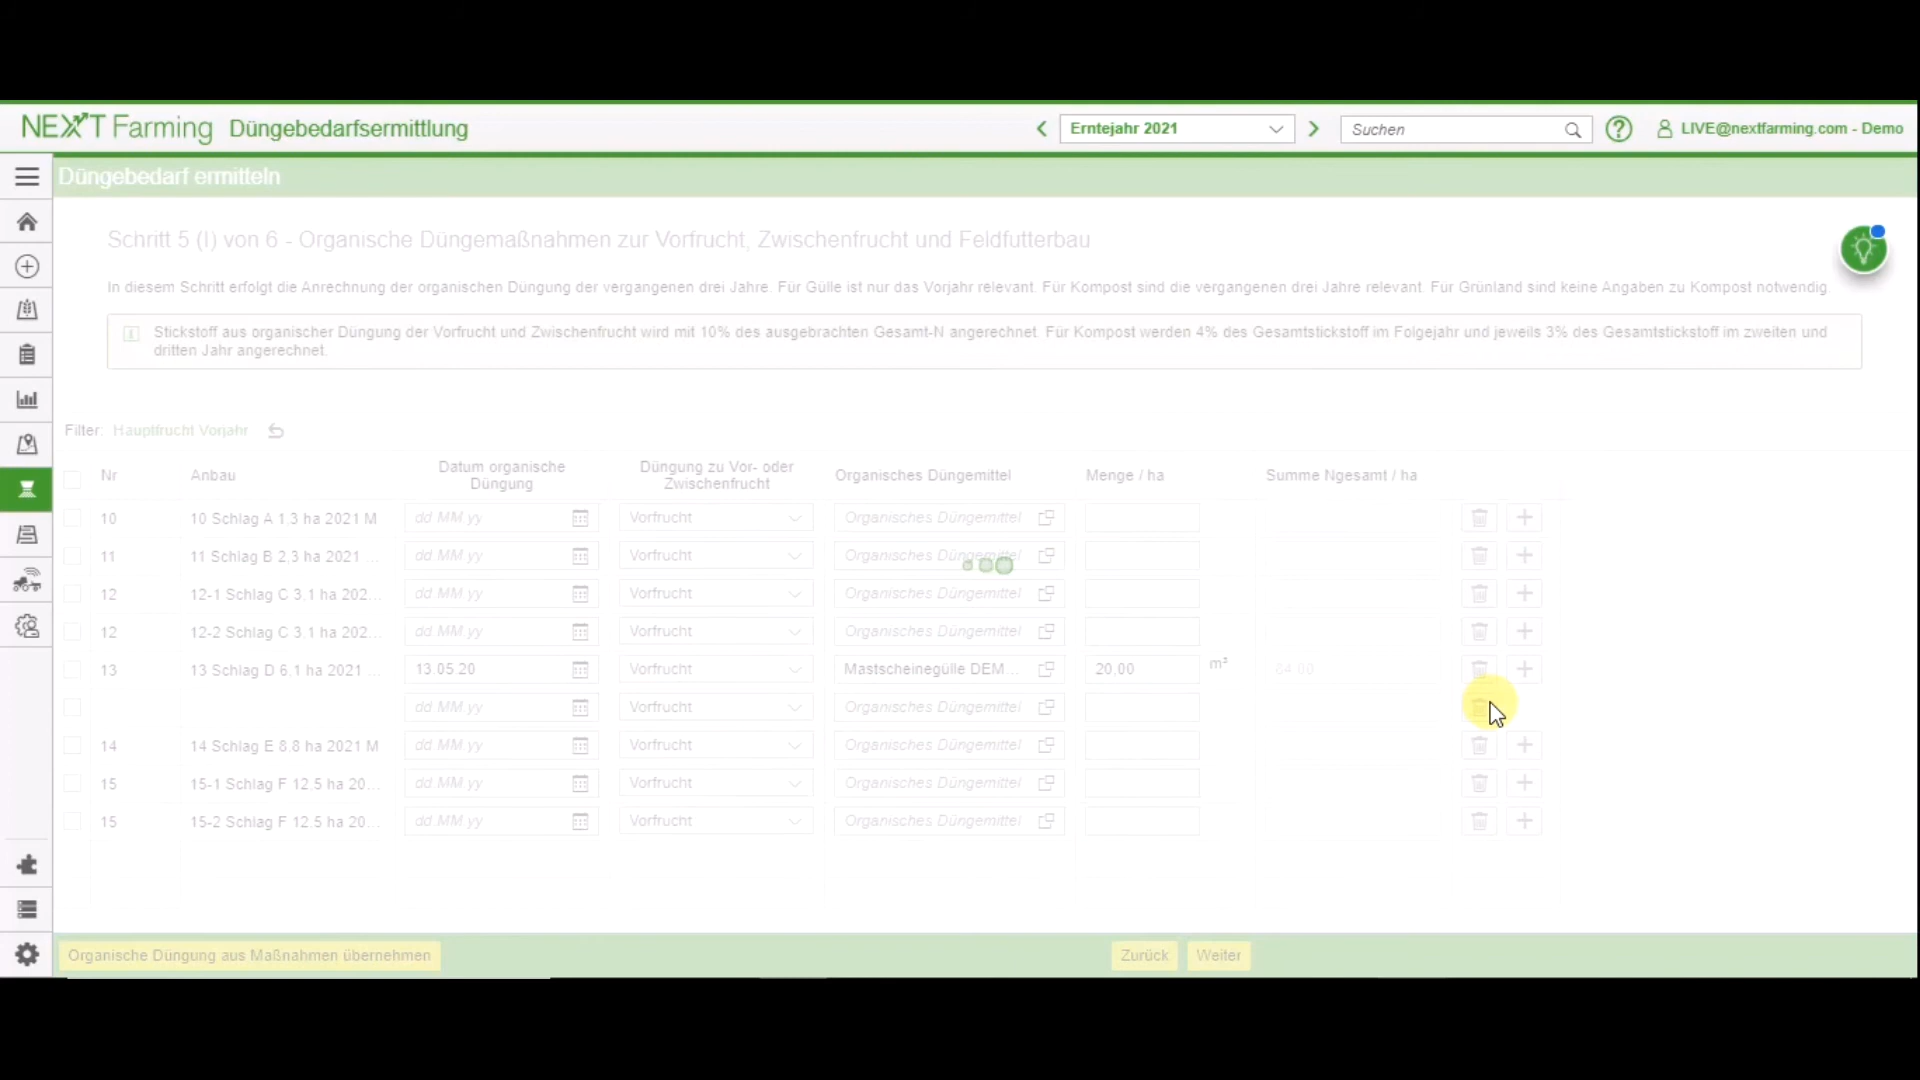 NEXT Farming Düngebedarfsermittlung Erntejahr 2021 Suchen LIVE@nextfarming.com - Demo
Düngebedarf ermitteln
Schritt 5 (I) von 6 - Organische Düngemaßnahmen zur Vorfrucht, Zwischenfrucht und Feldfutterbau
In diesem Schritt erfolgt die Anrechnung der organischen Düngung der vergangenen drei Jahre. Für Gülle ist nur das Vorjahr relevant. Für Kompost sind die vergangenen drei Jahre relevant. Für Grünland sind keine Angaben zu Kompost notwendig.
Stickstoff aus organischer Düngung der Vorfrucht und Zwischenfrucht wird mit 10% des ausgebrachten Gesamt-N angerechnet. Für Kompost werden 4% des Gesamtstickstoff im Folgejahr und jeweils 3% des Gesamtstickstoff im zweiten und
dritten Jahr angerechnet.
Filter: Hauptfrucht Vorjahr
Nr Anbau Datum organische Düngung Düngung zu Vor- oder Zwischenfrucht Organisches Düngemittel Menge / ha Summe Ngesamt / ha
10 10 Schlag A 1,3 ha 2021 M dd.MM.yy Vorfrucht Organisches Düngemittel
11 11 Schlag B 2,3 ha 2021 ... dd.MM.yy Vorfrucht Organisches Düngemittel
12 12-1 Schlag C 3,1 ha 202... dd.MM.yy Vorfrucht Organisches Düngemittel
12 12-2 Schlag C 3,1 ha 202... dd.MM.yy Vorfrucht Organisches Düngemittel
13 13 Schlag D 6,1 ha 2021 ... 13.05.20 Vorfrucht Mastscheinegülle DEM... 20,00 m³ 84,00
dd.MM.yy Vorfrucht Organisches Düngemittel
14 14 Schlag E 8,8 ha 2021 M dd.MM.yy Vorfrucht Organisches Düngemittel
15 15-1 Schlag F 12,5 ha 20... dd.MM.yy Vorfrucht Organisches Düngemittel
15 15-2 Schlag F 12,5 ha 20... dd.MM.yy Vorfrucht Organisches Düngemittel
Organische Düngung aus Maßnahmen übernehmen Zurück Weiter